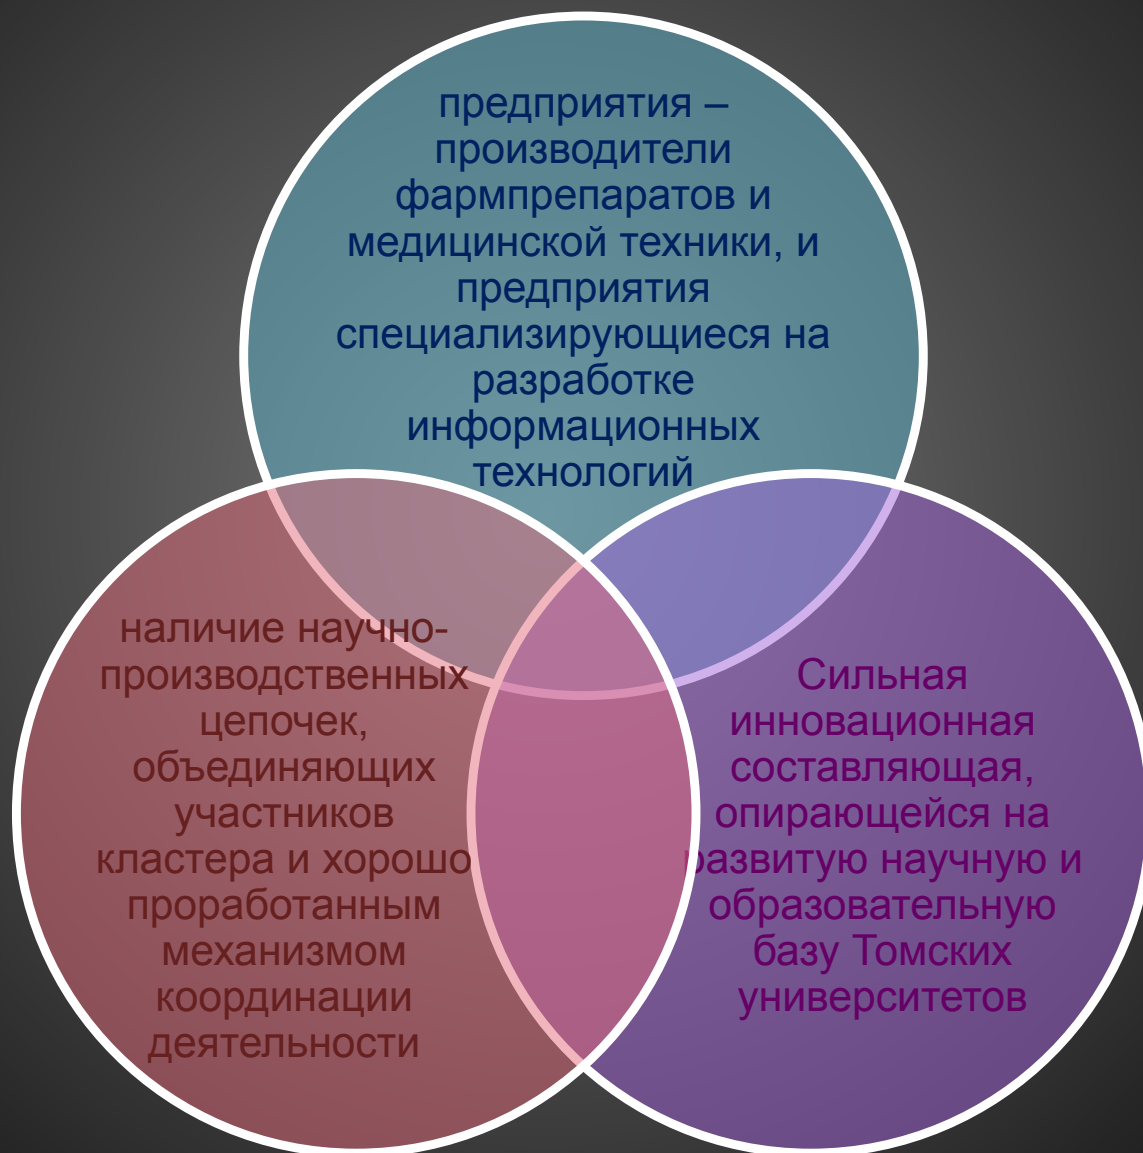 предприятия –
производители
фармпрепаратов и
медицинской техники, и
предприятия
специализирующиеся на
разработке
информационных
технологий
наличие научно-
производственных
цепочек,
объединяющих
участников
кластера и хорошо
проработанным
механизмом
координации
деятельности
Сильная
инновационная
составляющая,
опирающейся на
развитую научную и
образовательную
базу Томских
университетов